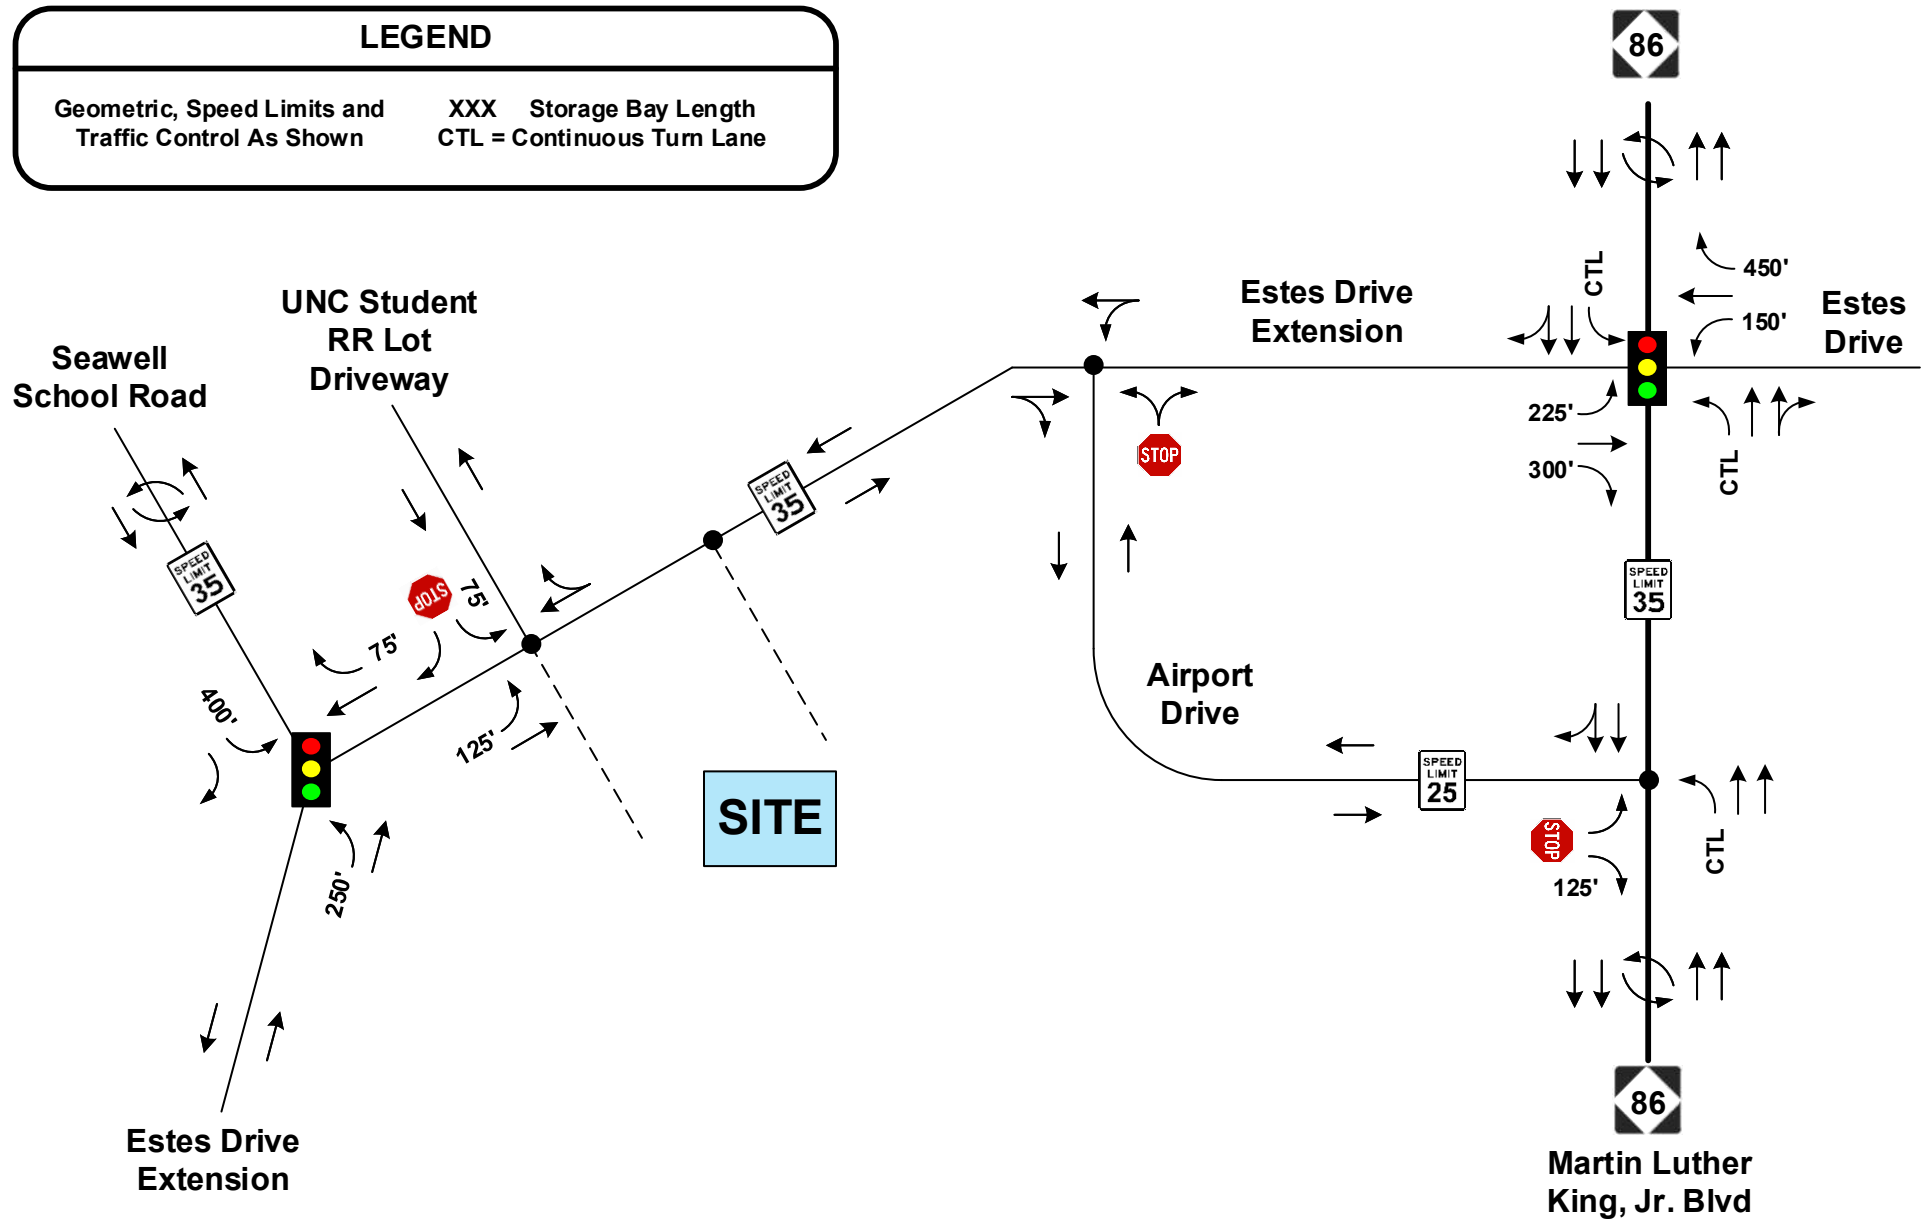 LEGEND
Geometric, Speed Limits and
Traffic Control As Shown
XXX Storage Bay Length
CTL = Continuous Turn Lane
86
CTL
450'
150'
Estes
Drive
Estes Drive
Extension
UNC Student
RR Lot
Driveway
Seawell
School Road
225'
300'
CTL
STOP
SPEED
LIMIT
35
SPEED
LIMIT
35
SPEED
LIMIT
35
STOP
75'
75'
400'
125'
250'
SITE
Airport
Drive
SPEED
LIMIT
25
STOP
125'
CTL
86
Martin Luther
King, Jr. Blvd
Estes Drive
Extension